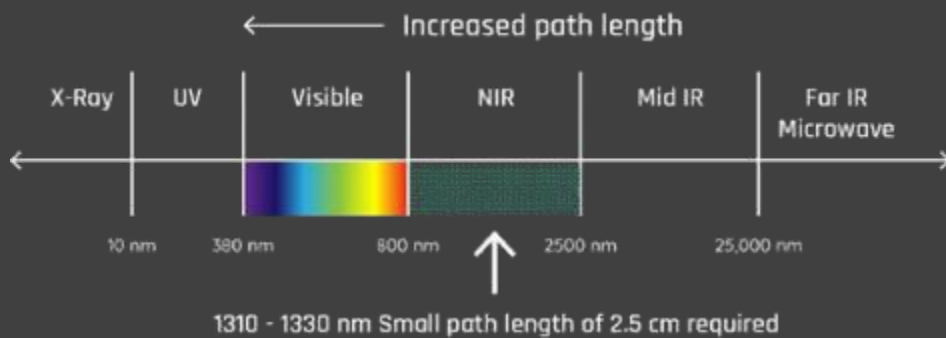 Increased path length
X-Ray UV Visible NIR Mid IR Far IR
Microwave
10 nm 380 nm 800 nm 2500 nm 25,000 nm
1310 - 1330 nm Small path length of 2.5 cm required